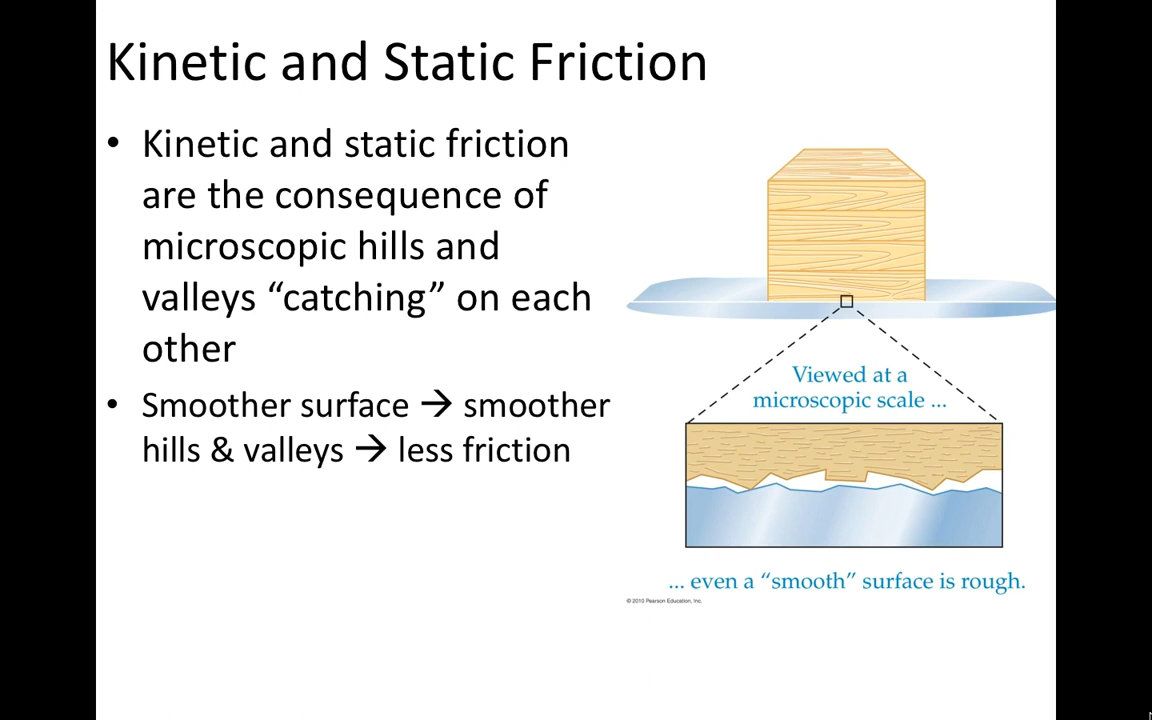 Kinetic and Static Friction
• Kinetic and static friction
are the consequence of
microscopic hills and
valleys “catching” on each
other
• Smoother surface → smoother
hills & valleys → less friction
Viewed at a
microscopic scale ...
... even a “smooth” surface is rough.
© 2010 Pearson Education, Inc.